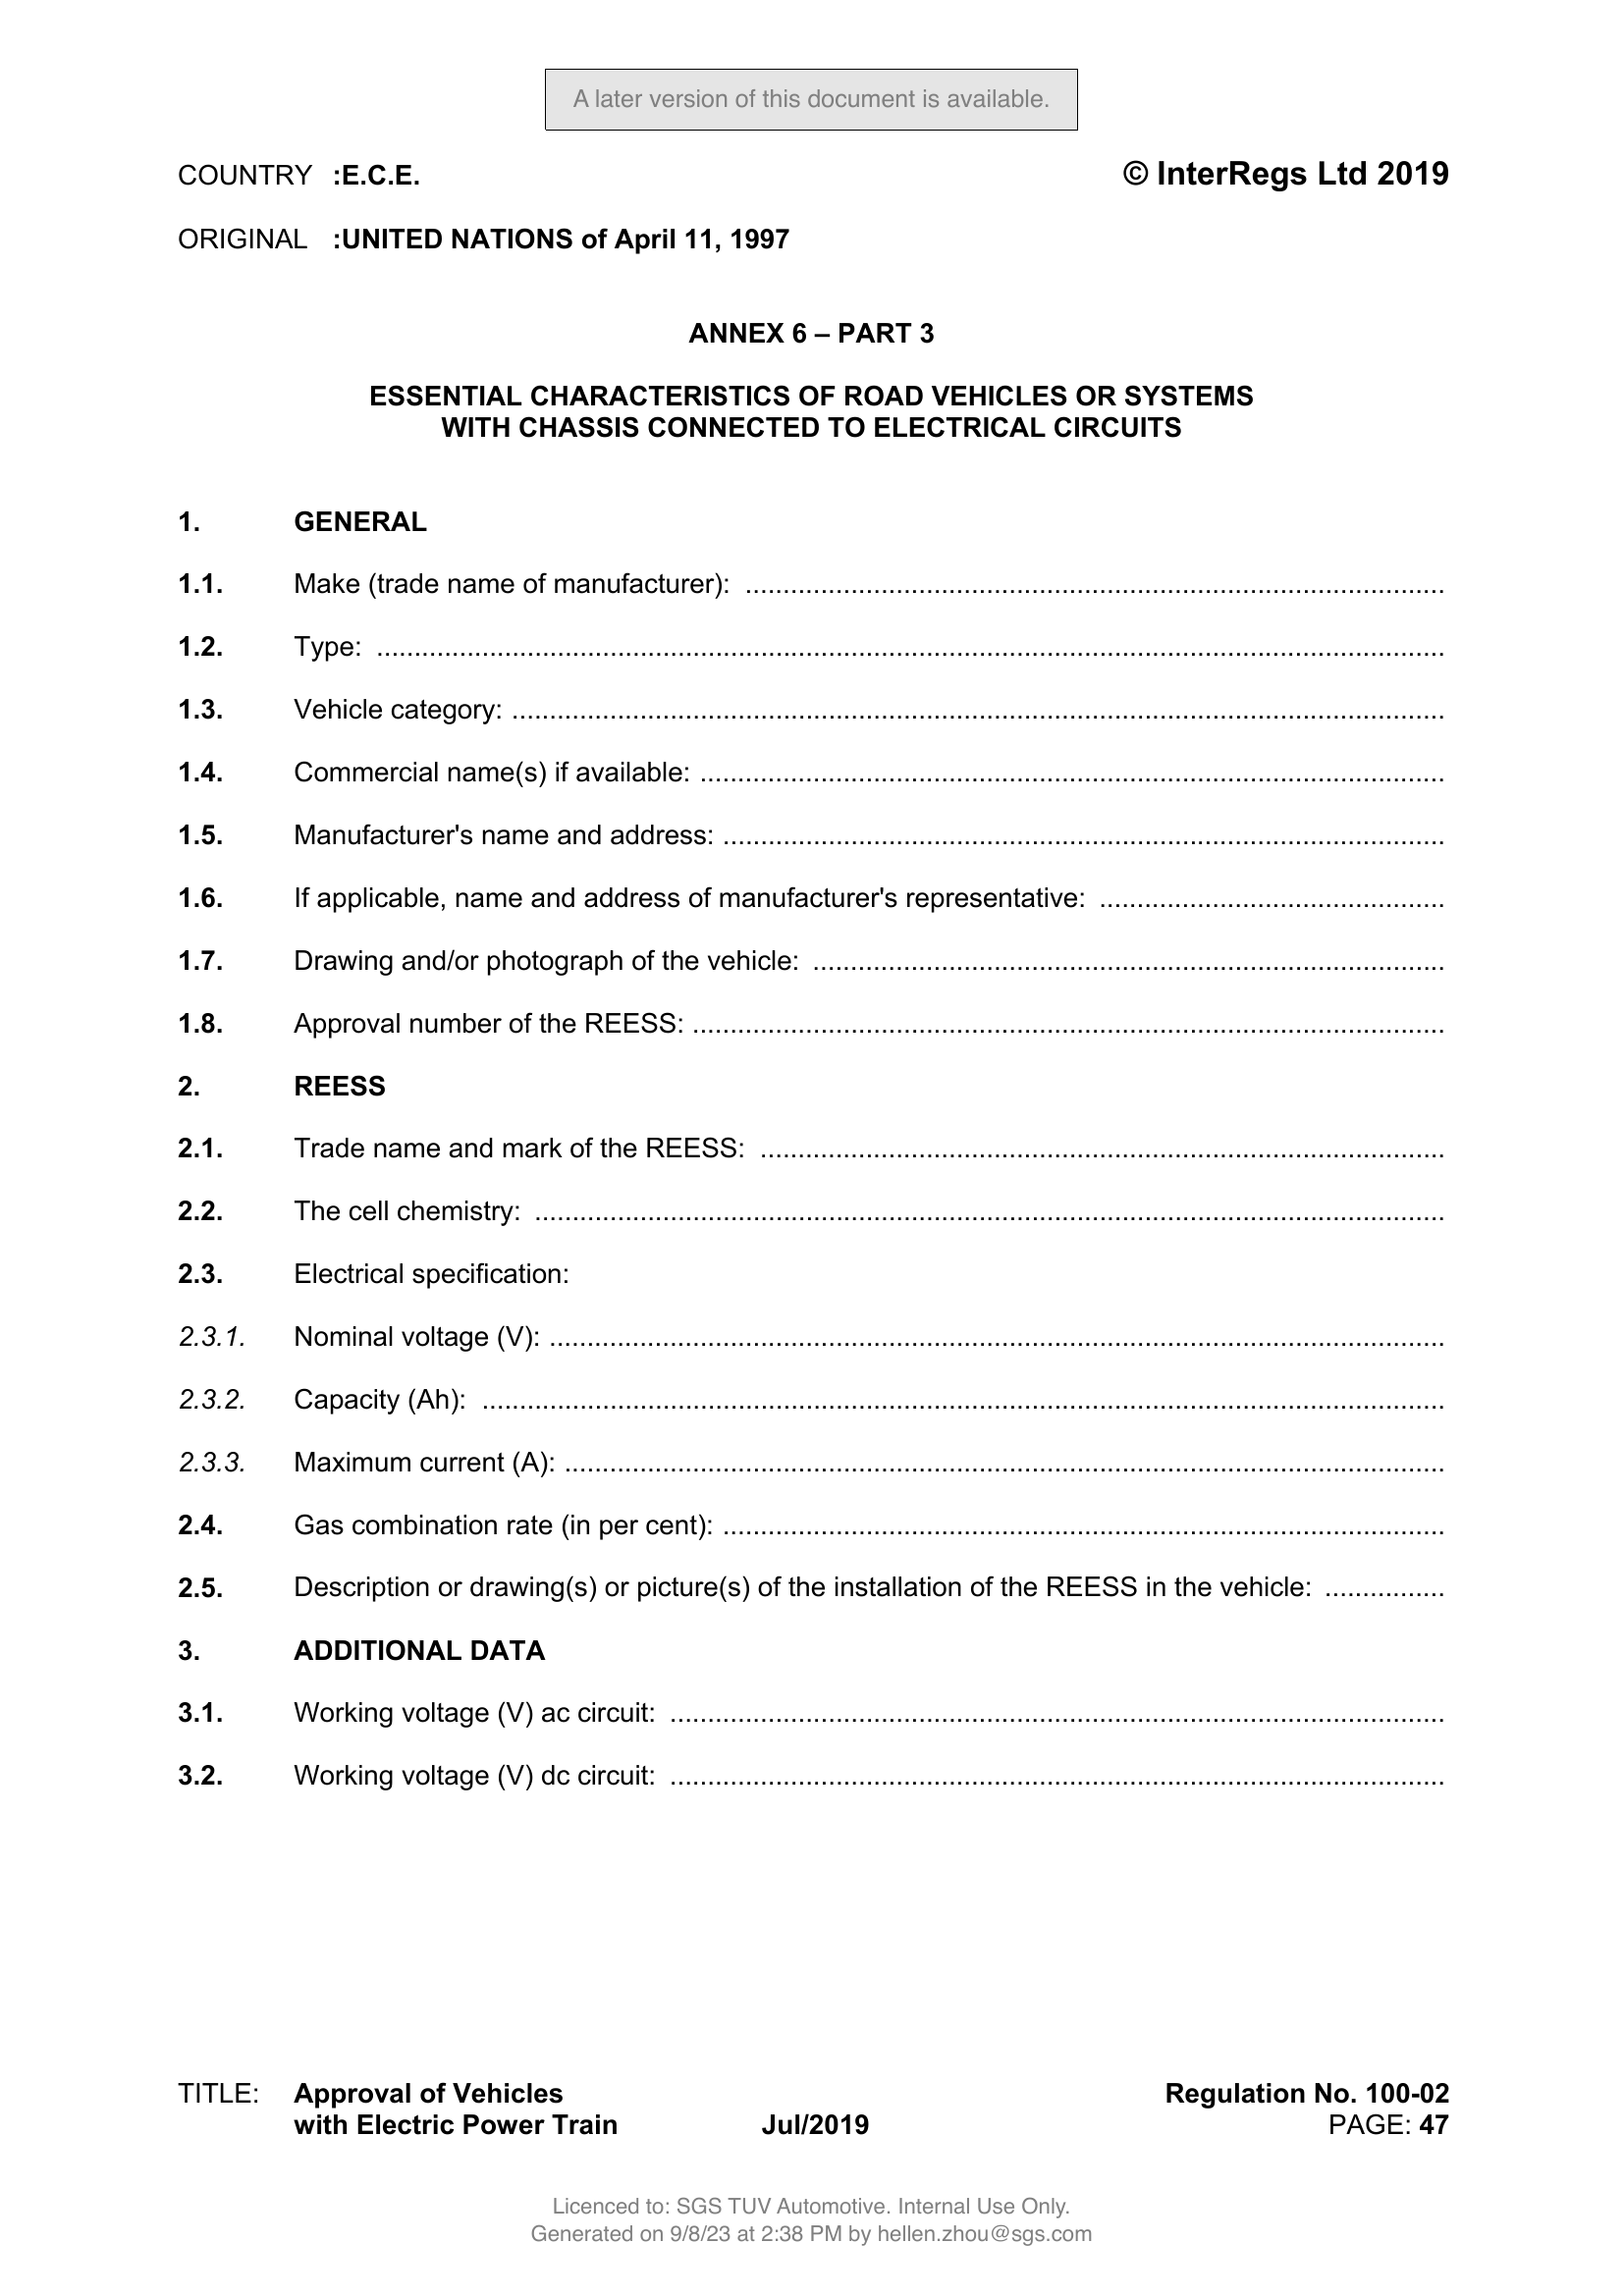 A later version of this document is available.
COUNTRY :E.C.E. © InterRegs Ltd 2019
ORIGINAL :UNITED NATIONS of April 11, 1997
ANNEX 6 – PART 3
ESSENTIAL CHARACTERISTICS OF ROAD VEHICLES OR SYSTEMS
WITH CHASSIS CONNECTED TO ELECTRICAL CIRCUITS
1. GENERAL
1.1. Make (trade name of manufacturer): ....................
1.2. Type: ....................
1.3. Vehicle category: ....................
1.4. Commercial name(s) if available: ....................
1.5. Manufacturer's name and address: ....................
1.6. If applicable, name and address of manufacturer's representative: ....................
1.7. Drawing and/or photograph of the vehicle: ....................
1.8. Approval number of the REESS: ....................
2. REESS
2.1. Trade name and mark of the REESS: ....................
2.2. The cell chemistry: ....................
2.3. Electrical specification:
2.3.1. Nominal voltage (V): ....................
2.3.2. Capacity (Ah): ....................
2.3.3. Maximum current (A): ....................
2.4. Gas combination rate (in per cent): ....................
2.5. Description or drawing(s) or picture(s) of the installation of the REESS in the vehicle: ................
3. ADDITIONAL DATA
3.1. Working voltage (V) ac circuit: ....................
3.2. Working voltage (V) dc circuit: ....................
TITLE: Approval of Vehicles Regulation No. 100-02
with Electric Power Train Jul/2019 PAGE: 47
Licenced to: SGS TUV Automotive. Internal Use Only.
Generated on 9/8/23 at 2:38 PM by hellen.zhou@sgs.com